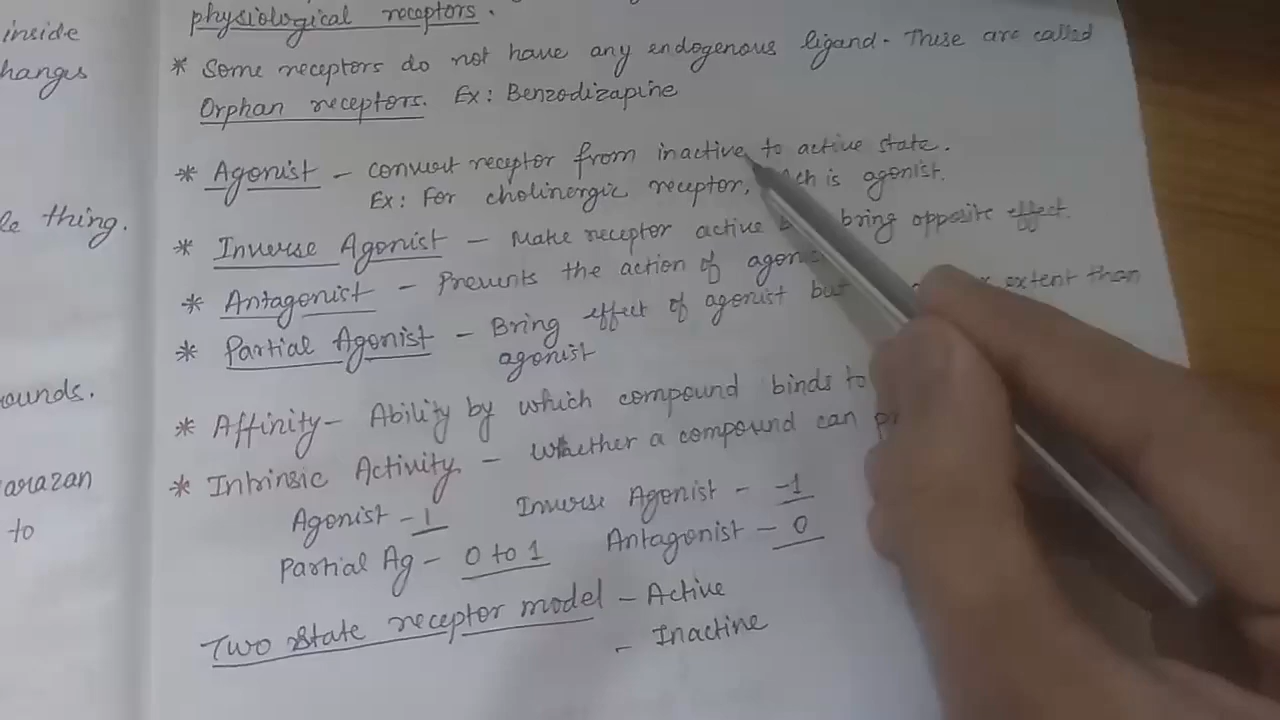 inside
hanges
le thing.
ounds.
arazan
to
physiological receptors.
* Some receptors do not have any endogenous ligand. These are called
Orphan receptors. Ex: Benzodizapine
* Agonist - convert receptor from inactive to active state.
Ex: For cholinergic receptor, Ach is agonist.
* Inverse Agonist - Make receptor active bring opposite effect.
* Antagonist - Prevents the action of
* Partial Agonist - Bring effect of agonist but extent than
agonist
* Affinity - Ability by which compound binds to
* Intrinsic Activity - Whether a compound can
Agonist - 1 Inverse Agonist - -1
Partial Ag - 0 to 1 Antagonist - 0
Two State receptor model - Active
- Inactine